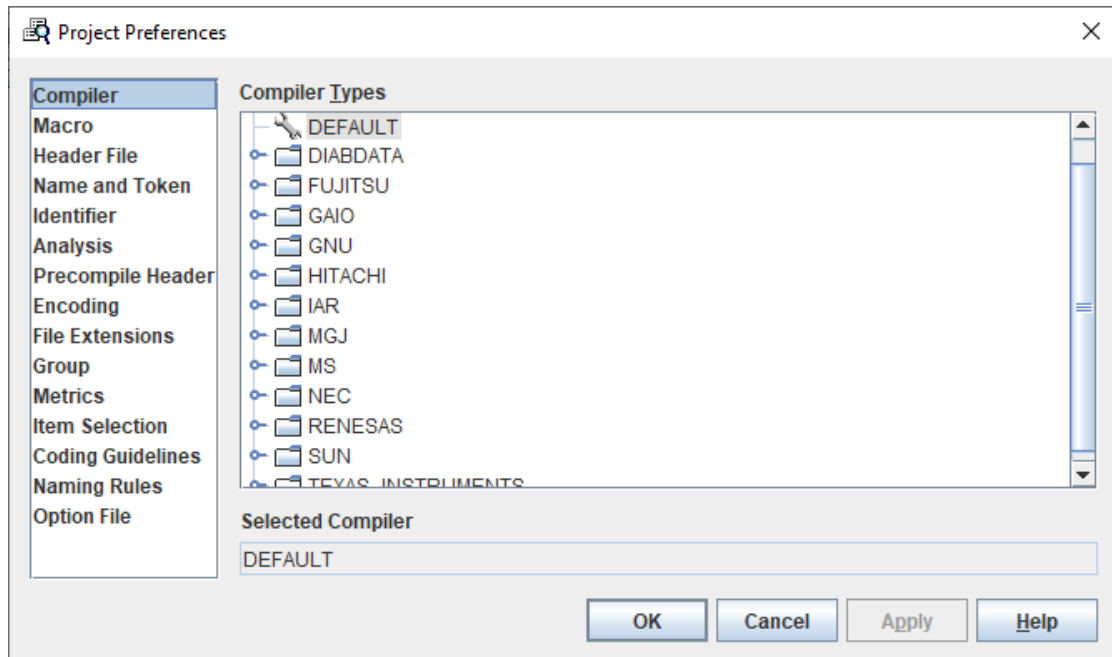 Project Preferences
Compiler
Macro
Header File
Name and Token
Identifier
Analysis
Precompile Header
Encoding
File Extensions
Group
Metrics
Item Selection
Coding Guidelines
Naming Rules
Option File
Compiler Types
DEFAULT
DIABDATA
FUJITSU
GAIO
GNU
HITACHI
IAR
MGJ
MS
NEC
RENESAS
SUN
TEXAS_INSTRUMENTS
Selected Compiler
DEFAULT
OK Cancel Apply Help